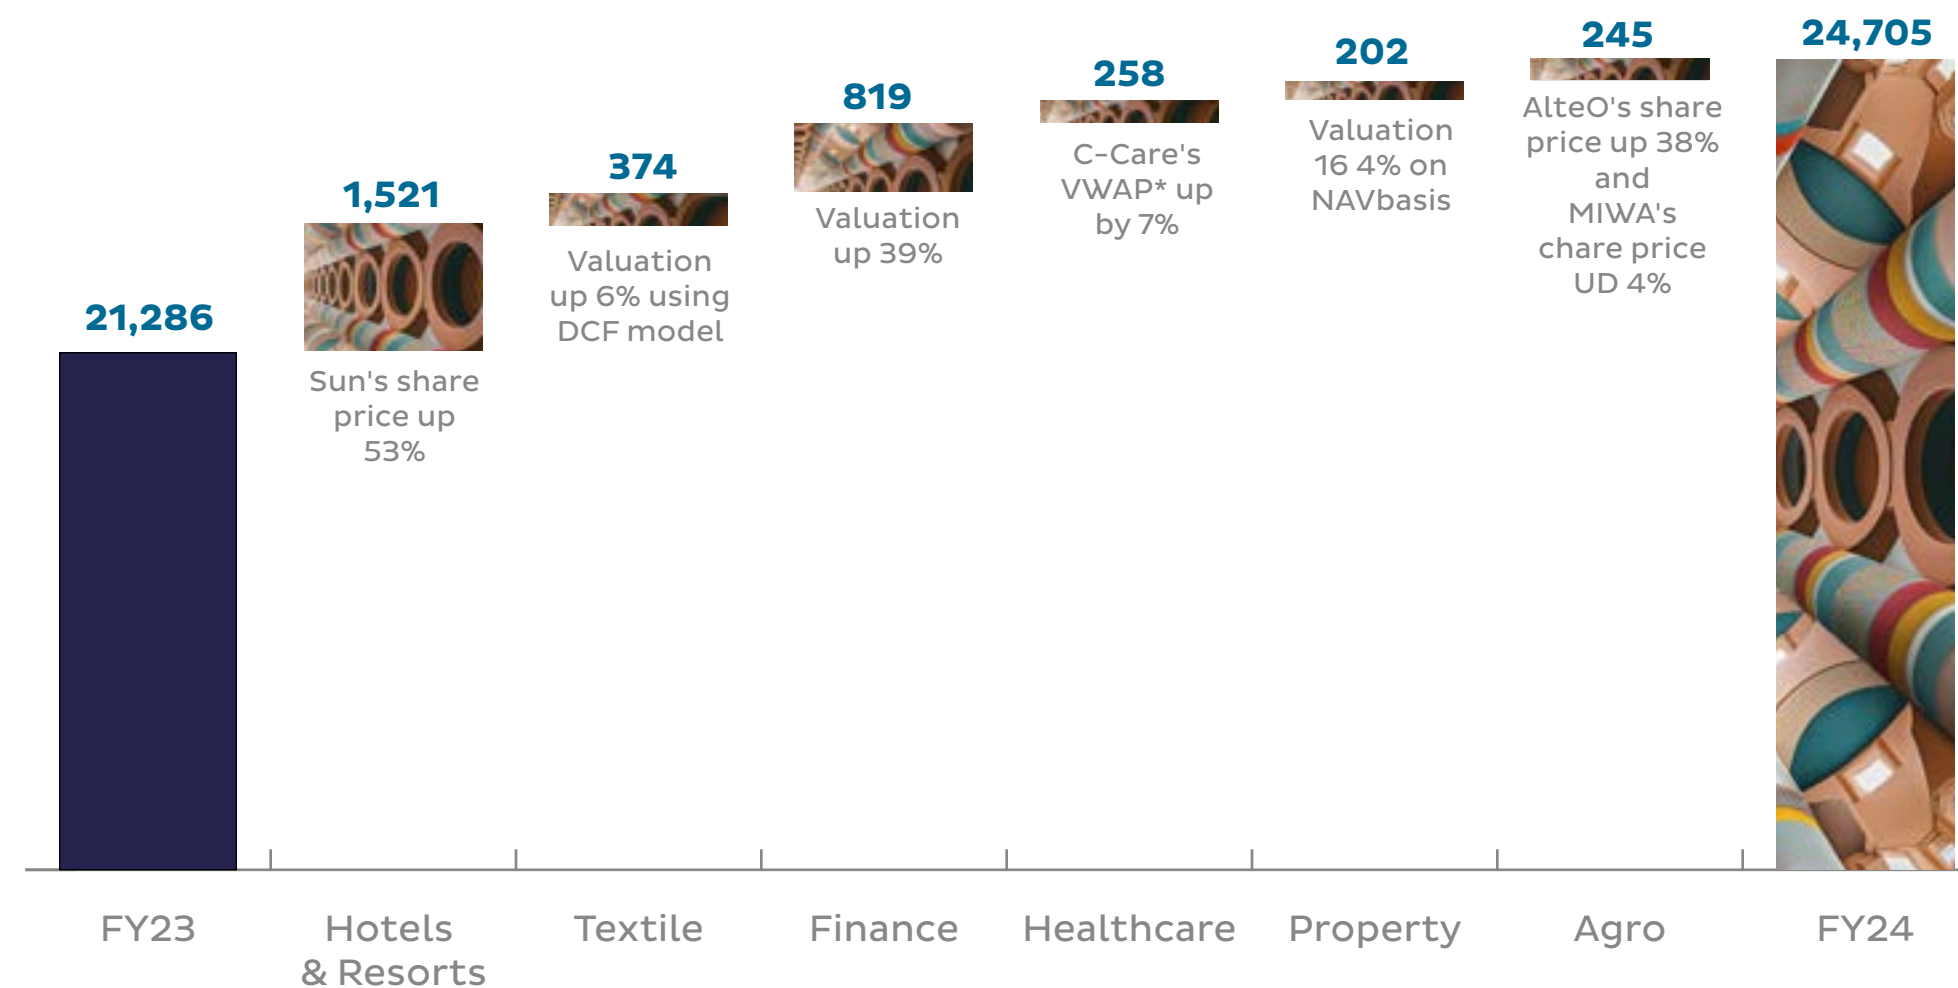 21,286
1,521
Sun's share
price up
53%
374
Valuation
up 6% using
DCF model
819
Valuation
up 39%
258
C-Care's
VWAP* up
by 7%
202
Valuation
16 4% on
NAVbasis
245
AlteO's share
price up 38%
and
MIWA's
chare price
UD 4%
24,705
FY23
Hotels
& Resorts
Textile
Finance
Healthcare
Property
Agro
FY24